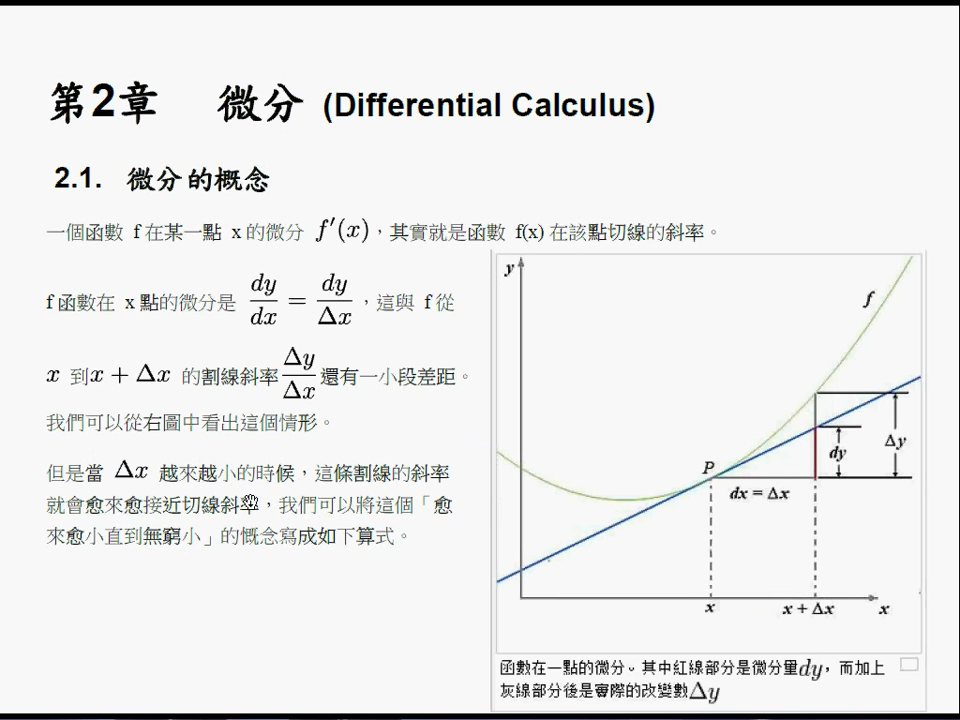 第2章 微分 (Differential Calculus)
2.1. 微分的概念
一個函數 f 在某一點 x 的微分 f′(x)，其實就是函數 f(x) 在該點切線的斜率。
f 函數在 x 點的微分是 dy/dx = dy/Δx，這與 f 從
x 到 x + Δx 的割線斜率 Δy/Δx 還有一小段差距。
我們可以從右圖中看出這個情形。
但是當 Δx 越來越小的時候，這條割線的斜率
就會愈來愈接近切線斜率，我們可以將這個「愈
來愈小直到無窮小」的慨念寫成如下算式。
y
f
P
dy
Δy
dx = Δx
x
x + Δx
x
函數在一點的微分。其中紅線部分是微分量dy，而加上
灰線部分後是實際的改變數Δy